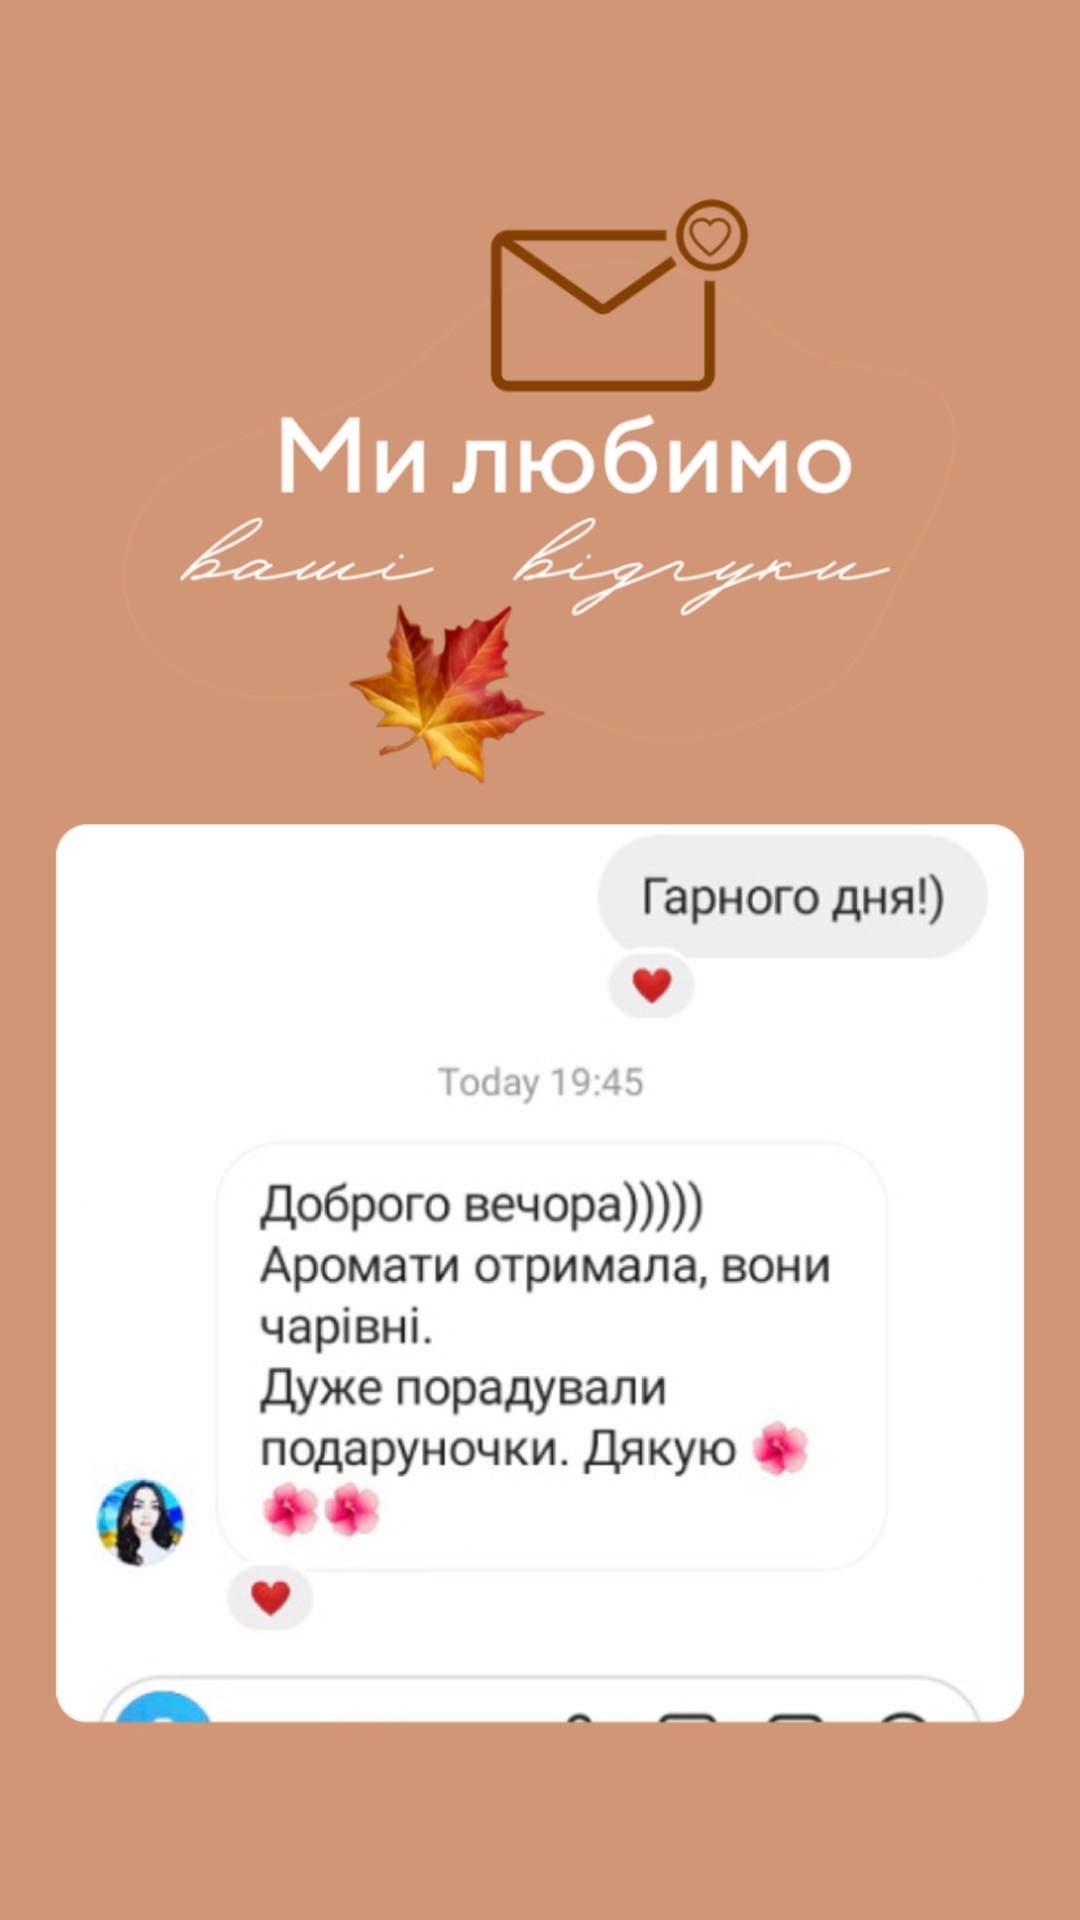 Ми любимо
ваші відгуки
Гарного дня!)
Today 19:45
Доброго вечора)))))
Аромати отримала, вони
чарівні.
Дуже порадували
подаруночки. Дякую 🌺
🌺🌺